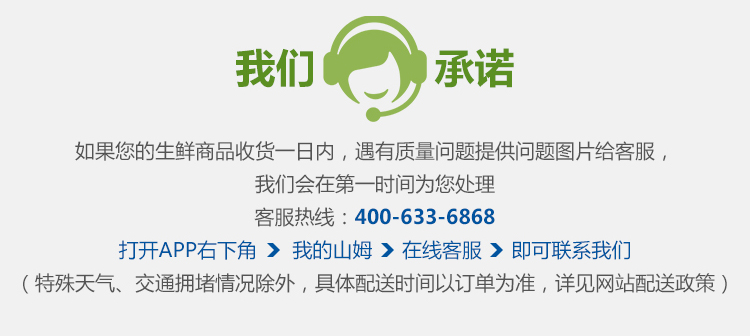 我们 承诺
如果您的生鲜商品收货一日内，遇有质量问题提供问题图片给客服，
我们会在第一时间为您处理
客服热线：400-633-6868
打开APP右下角 > 我的山姆 > 在线客服 > 即可联系我们
（特殊天气、交通拥堵情况除外，具体配送时间以订单为准，详见网站配送政策）